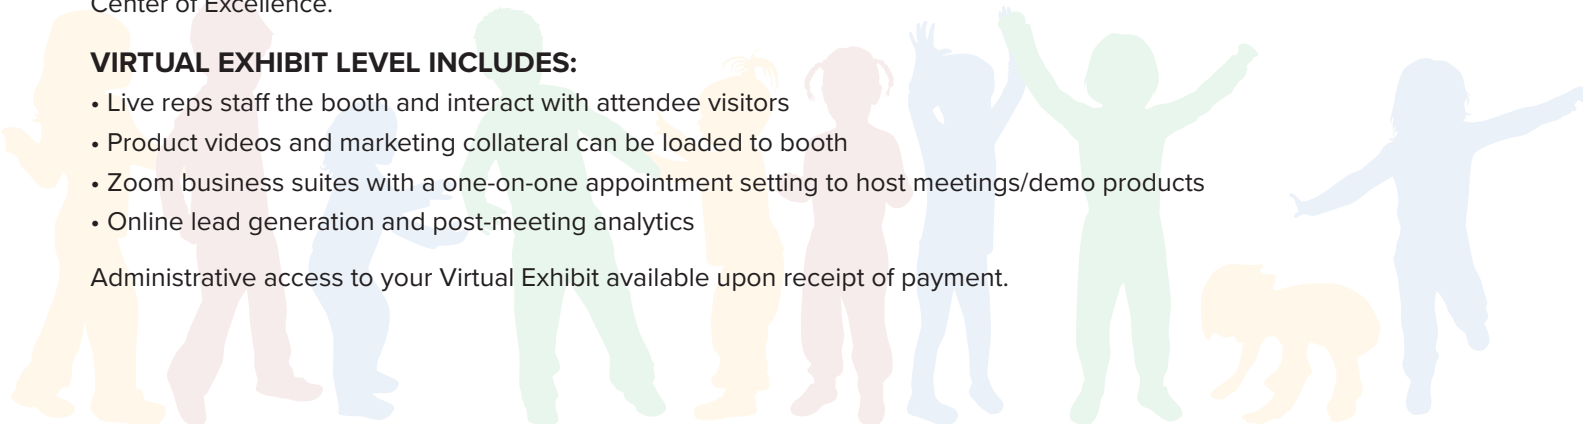 Center of Excellence.
VIRTUAL EXHIBIT LEVEL INCLUDES:
• Live reps staff the booth and interact with attendee visitors
• Product videos and marketing collateral can be loaded to booth
• Zoom business suites with a one-on-one appointment setting to host meetings/demo products
• Online lead generation and post-meeting analytics
Administrative access to your Virtual Exhibit available upon receipt of payment.